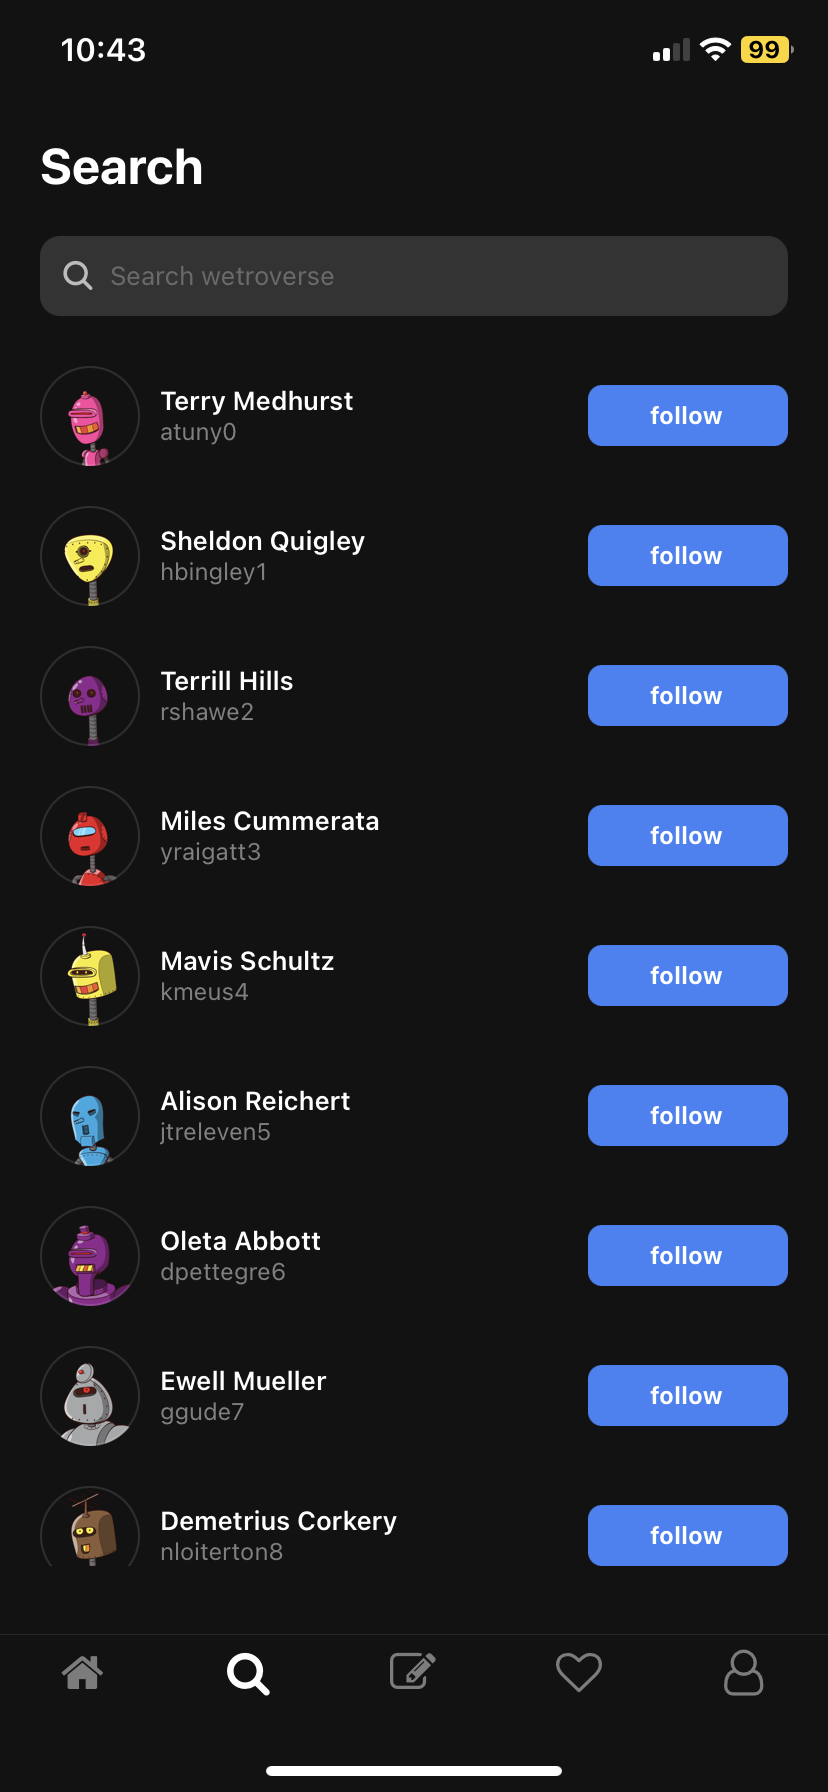 10:43
99
Search
Search wetroverse
Terry Medhurst
atuny0
follow
Sheldon Quigley
hbingley1
follow
Terrill Hills
rshawe2
follow
Miles Cummerata
yraigatt3
follow
Mavis Schultz
kmeus4
follow
Alison Reichert
jtreleven5
follow
Oleta Abbott
dpettegre6
follow
Ewell Mueller
ggude7
follow
Demetrius Corkery
nloiterton8
follow